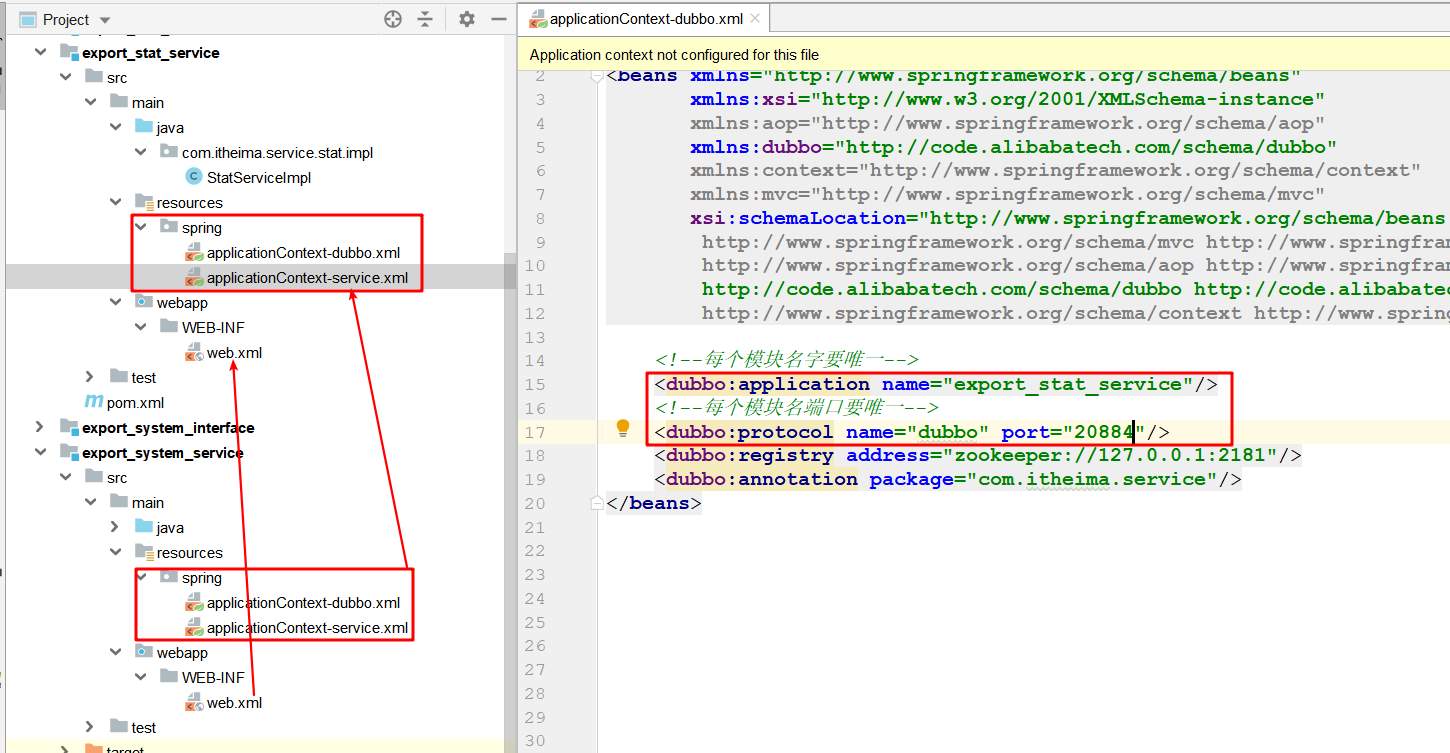 Project
export_stat_service
src
main
java
com.itheima.service.stat.impl
StatServiceImpl
resources
spring
applicationContext-dubbo.xml
applicationContext-service.xml
webapp
WEB-INF
web.xml
test
pom.xml
export_system_interface
export_system_service
src
main
java
resources
spring
applicationContext-dubbo.xml
applicationContext-service.xml
webapp
WEB-INF
web.xml
test
target
applicationContext-dubbo.xml
Application context not configured for this file
2 <beans xmlns="http://www.springframework.org/schema/beans"
3 xmlns:xsi="http://www.w3.org/2001/XMLSchema-instance"
4 xmlns:aop="http://www.springframework.org/schema/aop"
5 xmlns:dubbo="http://code.alibabatech.com/schema/dubbo"
6 xmlns:context="http://www.springframework.org/schema/context"
7 xmlns:mvc="http://www.springframework.org/schema/mvc"
8 xsi:schemaLocation="http://www.springframework.org/schema/beans
9 http://www.springframework.org/schema/mvc http://www.springfram
10 http://www.springframework.org/schema/aop http://www.springfram
11 http://code.alibabatech.com/schema/dubbo http://code.alibabatec
12 http://www.springframework.org/schema/context http://www.spring
13
14 <!--每个模块名字要唯一-->
15 <dubbo:application name="export_stat_service"/>
16 <!--每个模块名端口要唯一-->
17 <dubbo:protocol name="dubbo" port="20884"/>
18 <dubbo:registry address="zookeeper://127.0.0.1:2181"/>
19 <dubbo:annotation package="com.itheima.service"/>
20 </beans>
21
22
23
24
25
26
27
28
29
30